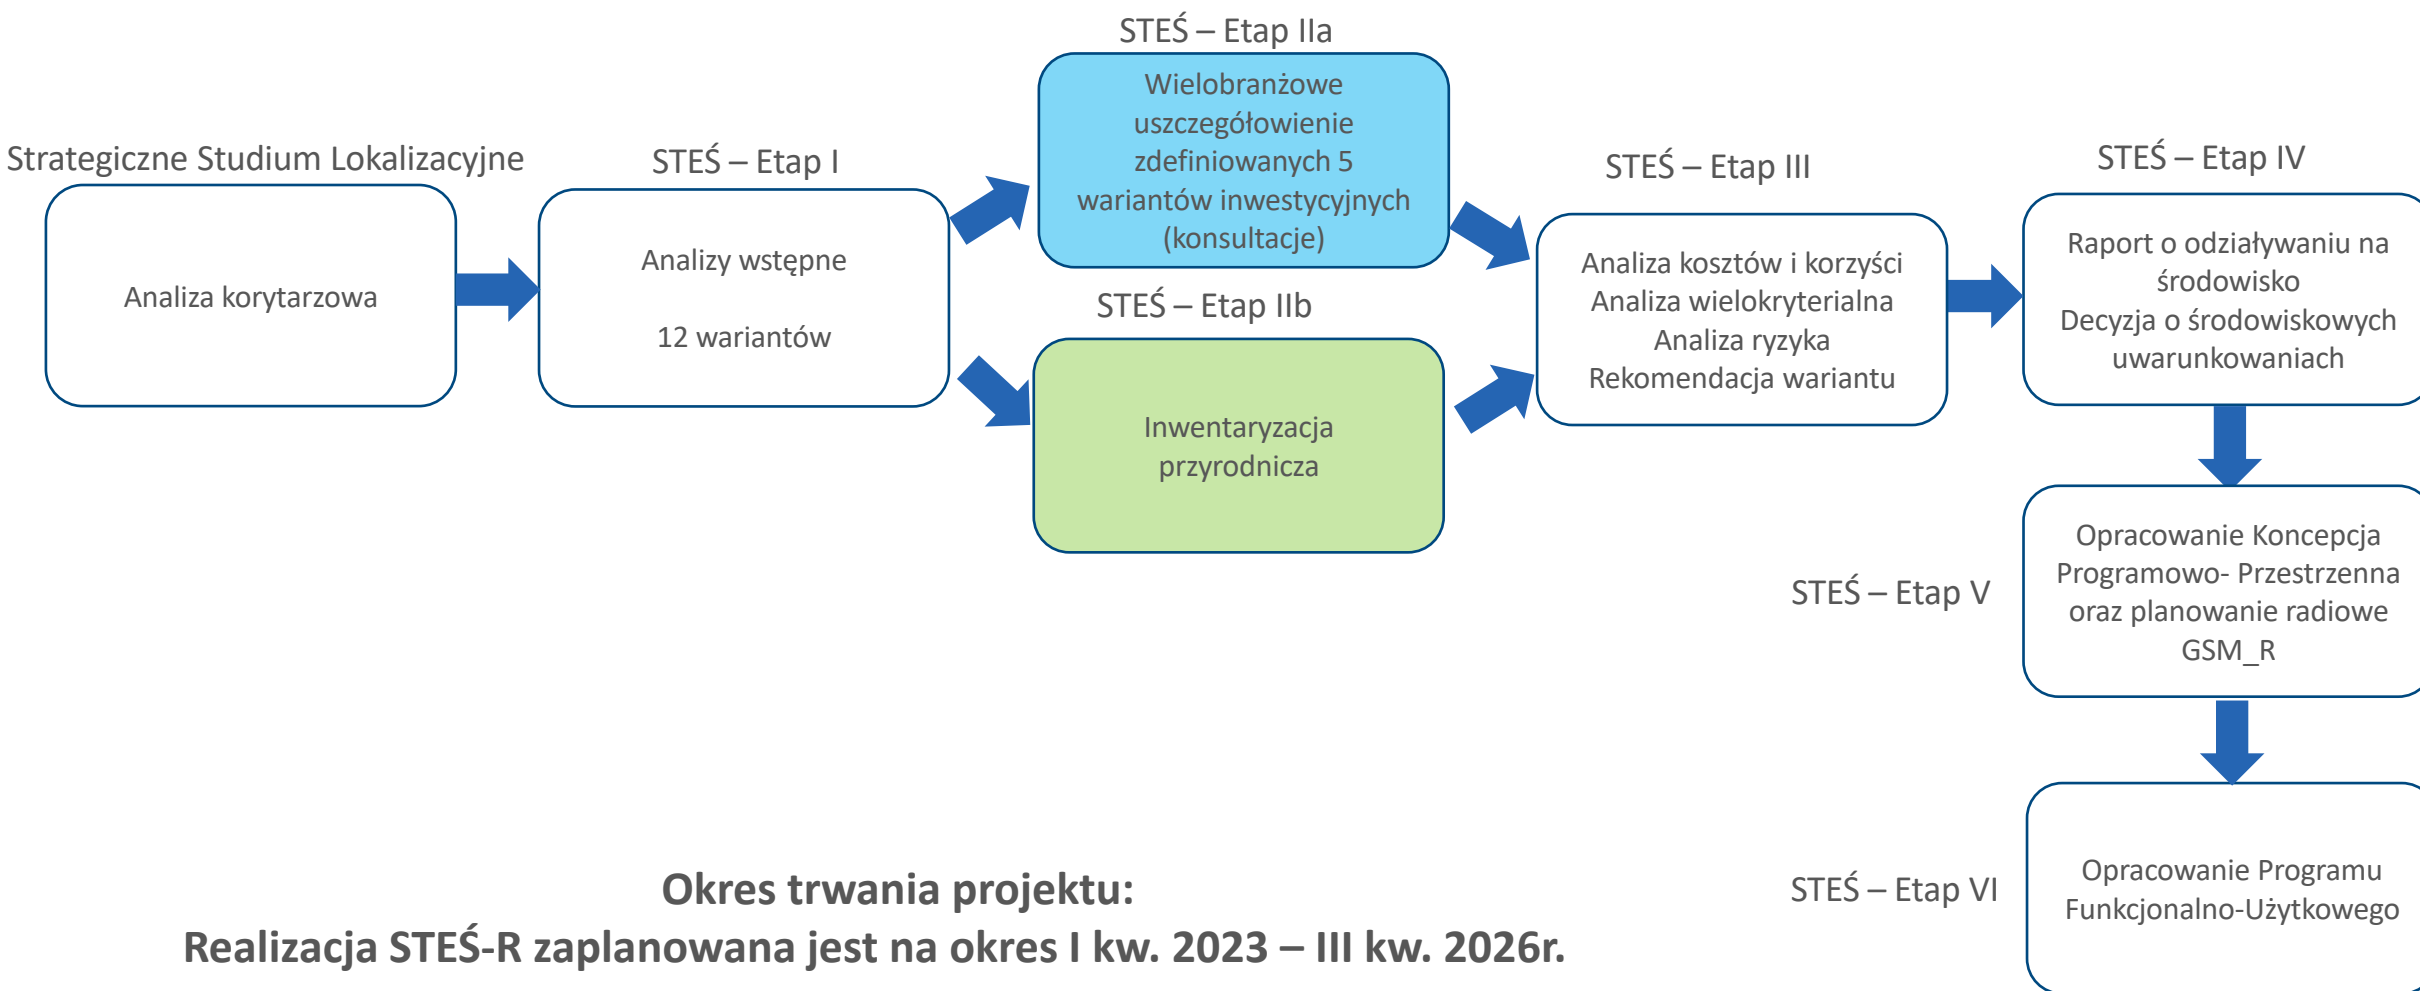 Strategiczne Studium Lokalizacyjne
Analiza korytarzowa
STEŚ – Etap I
Analizy wstępne
12 wariantów
STEŚ – Etap IIa
Wielobranżowe
uszczegółowienie
zdefiniowanych 5
wariantów inwestycyjnych
(konsultacje)
STEŚ – Etap IIb
Inwentaryzacja
przyrodnicza
STEŚ – Etap III
Analiza kosztów i korzyści
Analiza wielokryterialna
Analiza ryzyka
Rekomendacja wariantu
STEŚ – Etap IV
Raport o odziaływaniu na
środowisko
Decyzja o środowiskowych
uwarunkowaniach
STEŚ – Etap V
Opracowanie Koncepcja
Programowo- Przestrzenna
oraz planowanie radiowe
GSM_R
STEŚ – Etap VI
Opracowanie Programu
Funkcjonalno-Użytkowego
Okres trwania projektu:
Realizacja STEŚ-R zaplanowana jest na okres I kw. 2023 – III kw. 2026r.